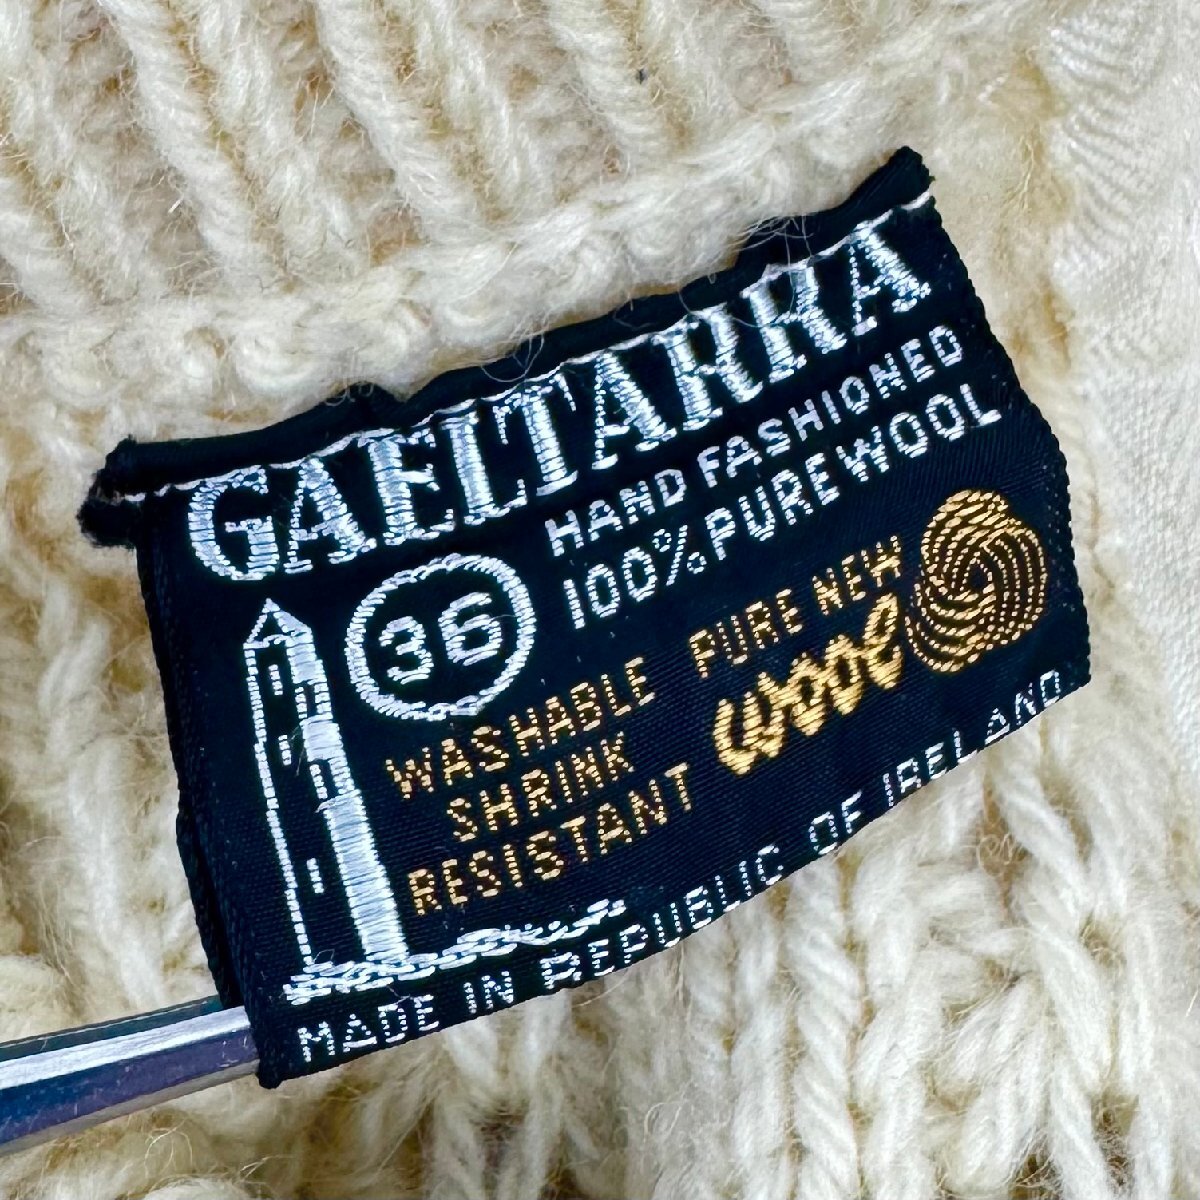 GAELTARRA
HAND FASHIONED
100% PURE WOOL
36
WASHABLE
SHRINK
RESISTANT
PURE NEW
wool
MADE IN REPUBLIC OF IRELAND